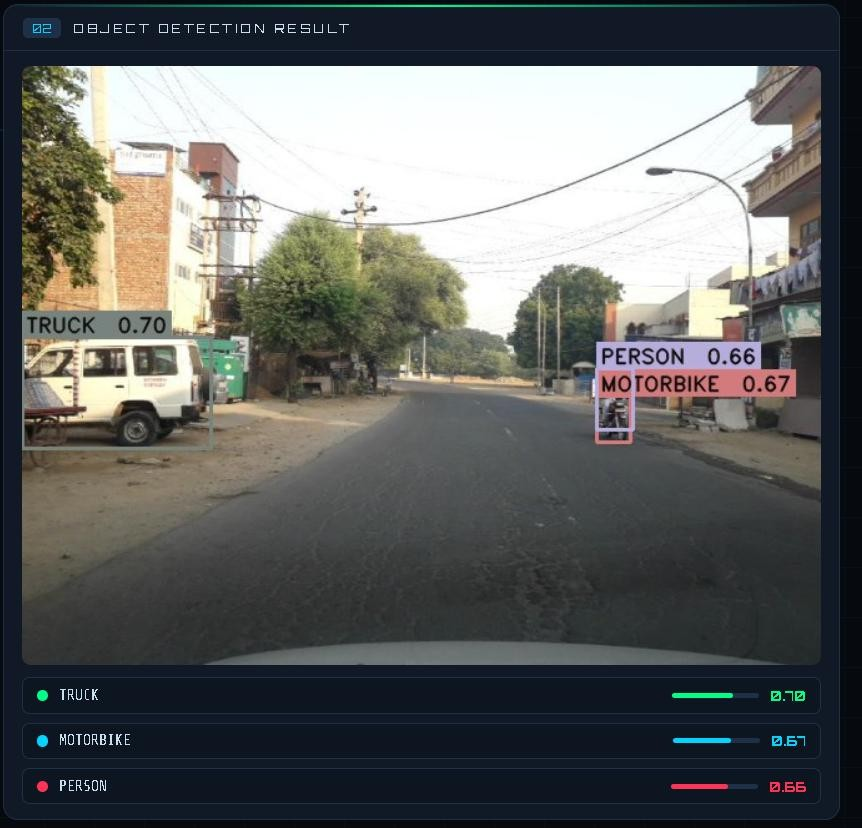 02 OBJECT DETECTION RESULT
TRUCK 0.70
PERSON 0.66
MOTORBIKE 0.67
TRUCK 0.70
MOTORBIKE 0.67
PERSON 0.66